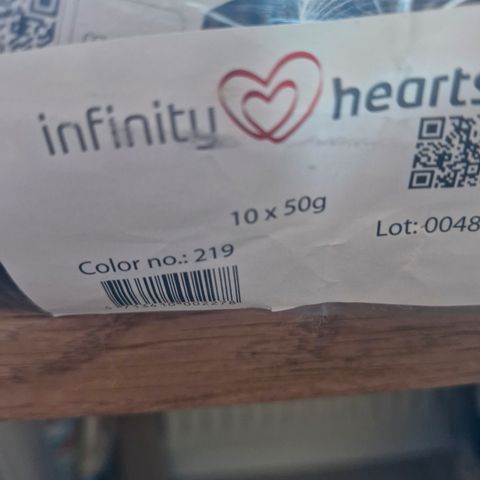 infinity hearts
10 x 50g
Lot: 0048
Color no.: 219